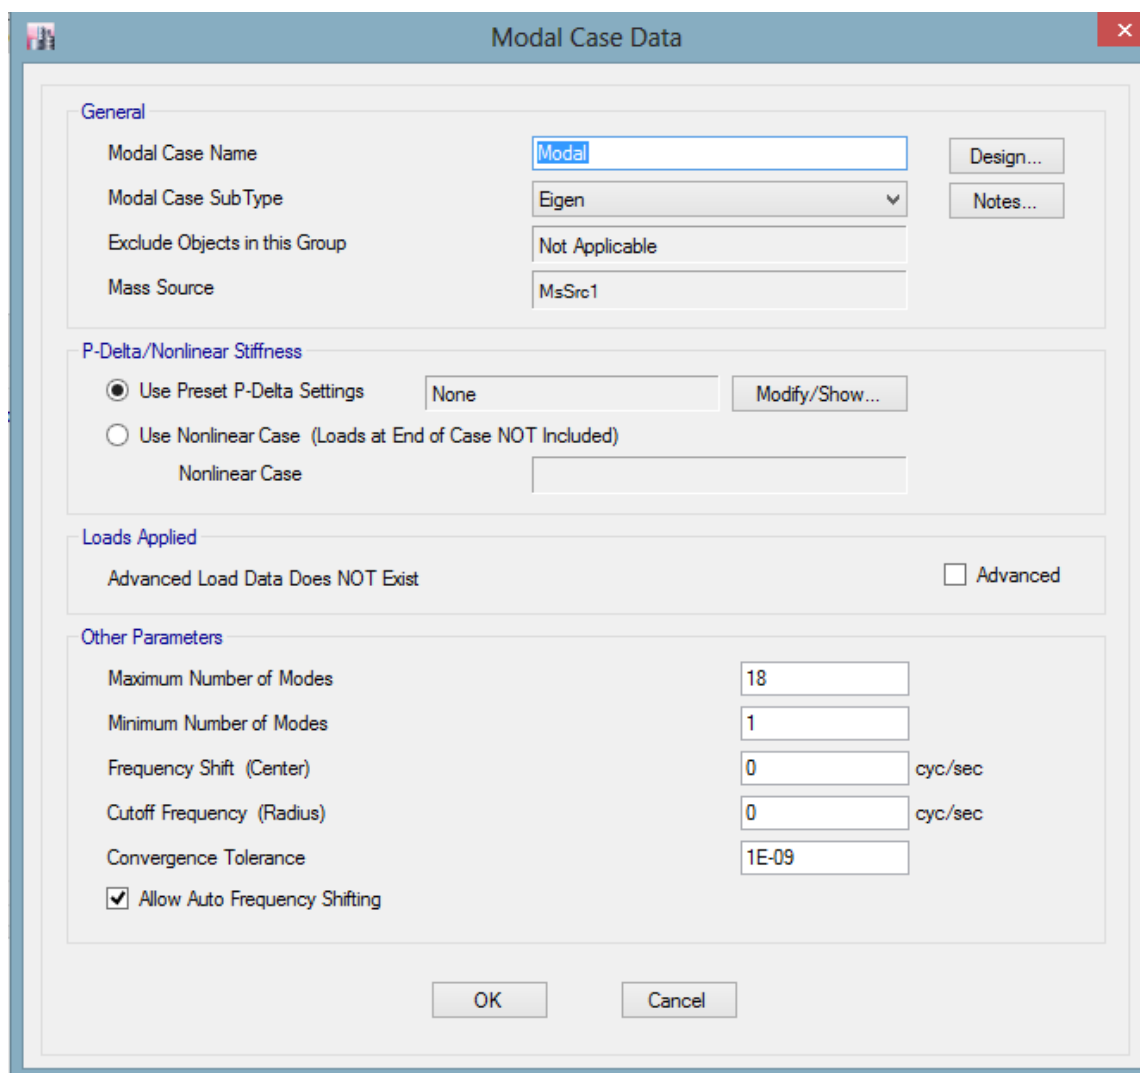 Modal Case Data
General
Modal Case Name Modal Design...
Modal Case SubType Eigen Notes...
Exclude Objects in this Group Not Applicable
Mass Source MsSrc1
P-Delta/Nonlinear Stiffness
Use Preset P-Delta Settings None Modify/Show...
Use Nonlinear Case (Loads at End of Case NOT Included)
Nonlinear Case
Loads Applied
Advanced Load Data Does NOT Exist Advanced
Other Parameters
Maximum Number of Modes 18
Minimum Number of Modes 1
Frequency Shift (Center) 0 cyc/sec
Cutoff Frequency (Radius) 0 cyc/sec
Convergence Tolerance 1E-09
Allow Auto Frequency Shifting
OK Cancel